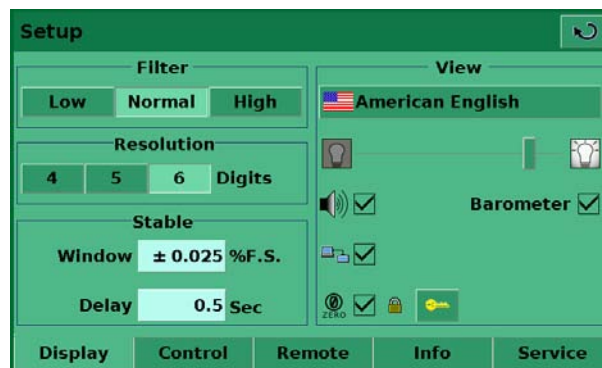 Setup
Filter
Low Normal High
Resolution
4 5 6 Digits
Stable
Window ± 0.025 %F.S.
Delay 0.5 Sec
View
American English
Barometer
0
ZERO
Display Control Remote Info Service